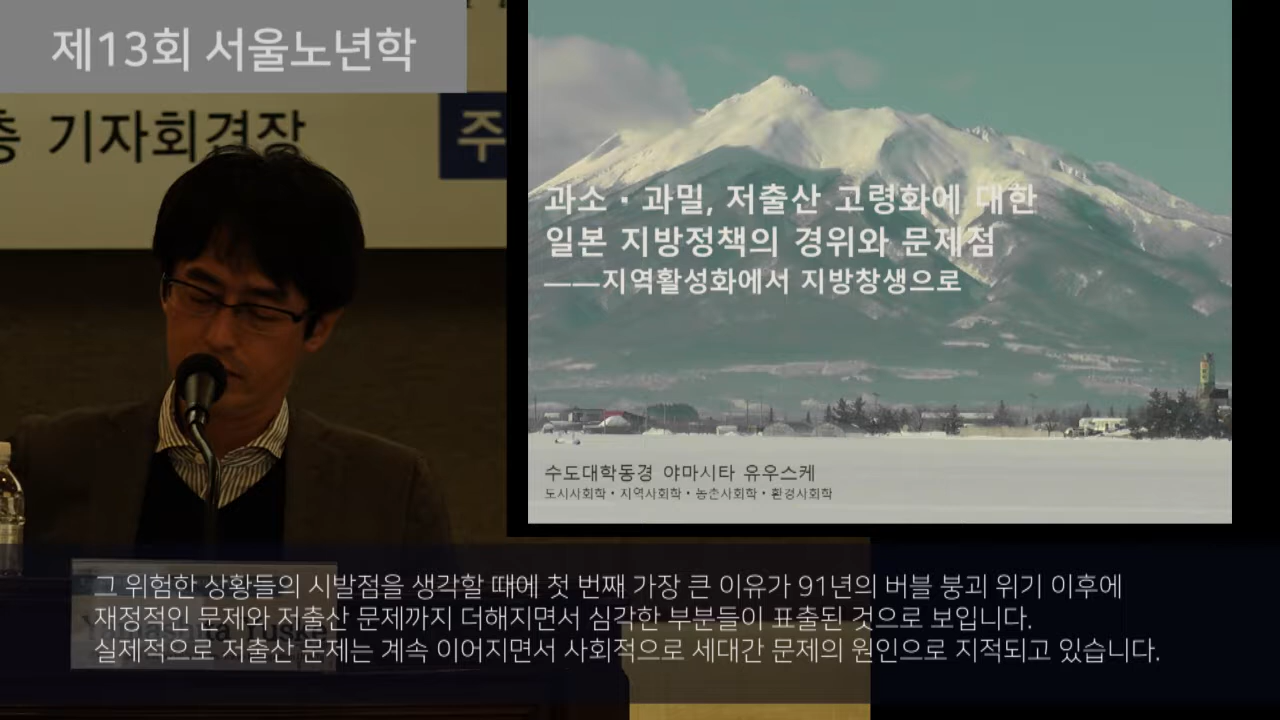 제13회 서울노년학
층 기자회견장
주
과소·과밀, 저출산 고령화에 대한
일본 지방정책의 경위와 문제점
——지역활성화에서 지방창생으로
수도대학동경 야마시타 유우스케
도시사회학·지역사회학·농촌사회학·환경사회학
그 위험한 상황들의 시발점을 생각할 때에 첫 번째 가장 큰 이유가 91년의 버블 붕괴 위기 이후에
재정적인 문제와 저출산 문제까지 더해지면서 심각한 부분들이 표출된 것으로 보입니다.
실제적으로 저출산 문제는 계속 이어지면서 사회적으로 세대간 문제의 원인으로 지적되고 있습니다.